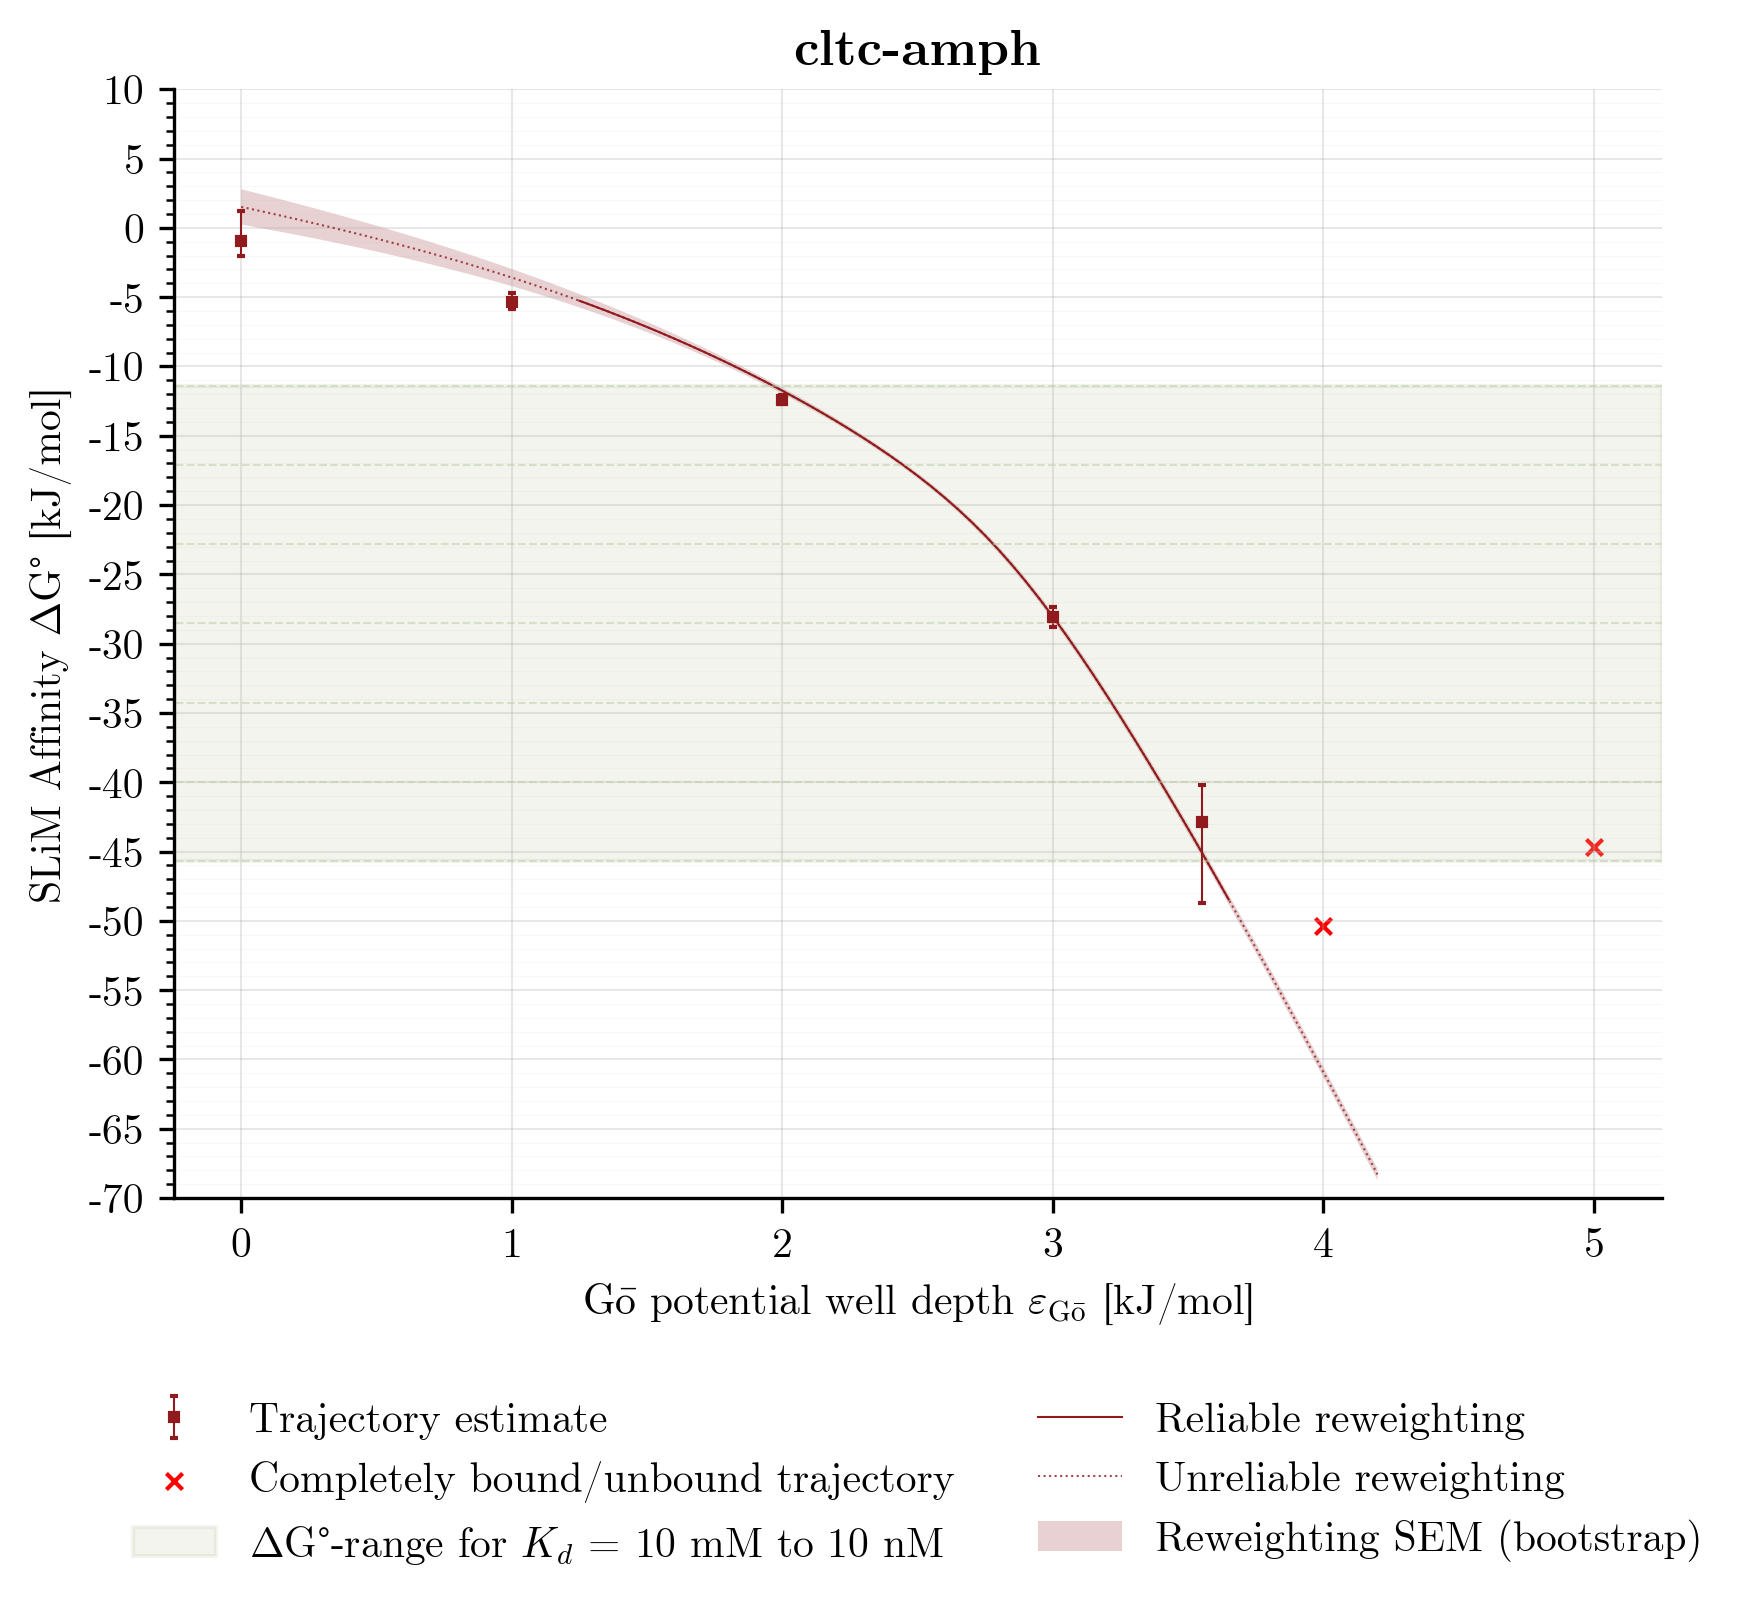 cltc-amph
10
5
0
-5
-10
-15
-20
-25
-30
-35
-40
-45
-50
-55
-60
-65
-70
SLiM Affinity ΔG° [kJ/mol]
0 1 2 3 4 5
Gō potential well depth ε_Gō [kJ/mol]
Trajectory estimate
Completely bound/unbound trajectory
ΔG°-range for K_d = 10 mM to 10 nM
Reliable reweighting
Unreliable reweighting
Reweighting SEM (bootstrap)